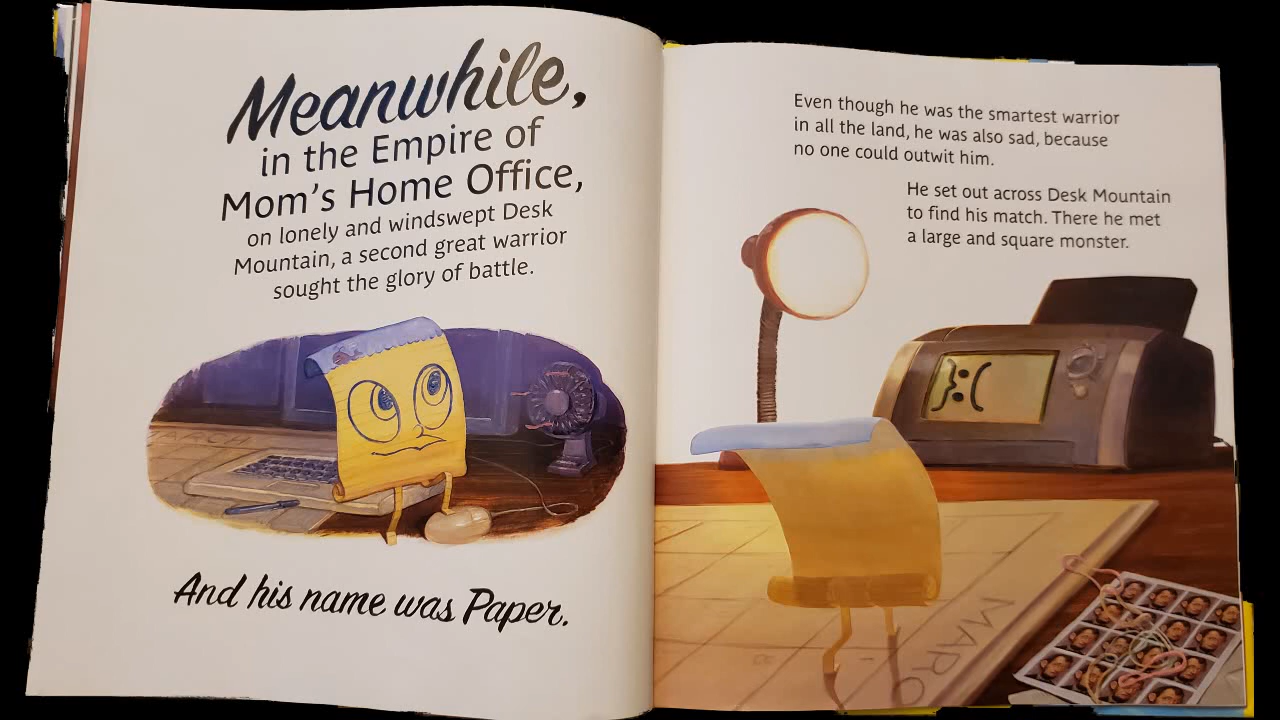 Meanwhile,
in the Empire of
Mom's Home Office,
on lonely and windswept Desk
Mountain, a second great warrior
sought the glory of battle.
And his name was Paper.
Even though he was the smartest warrior
in all the land, he was also sad, because
no one could outwit him.
He set out across Desk Mountain
to find his match. There he met
a large and square monster.
MARCH